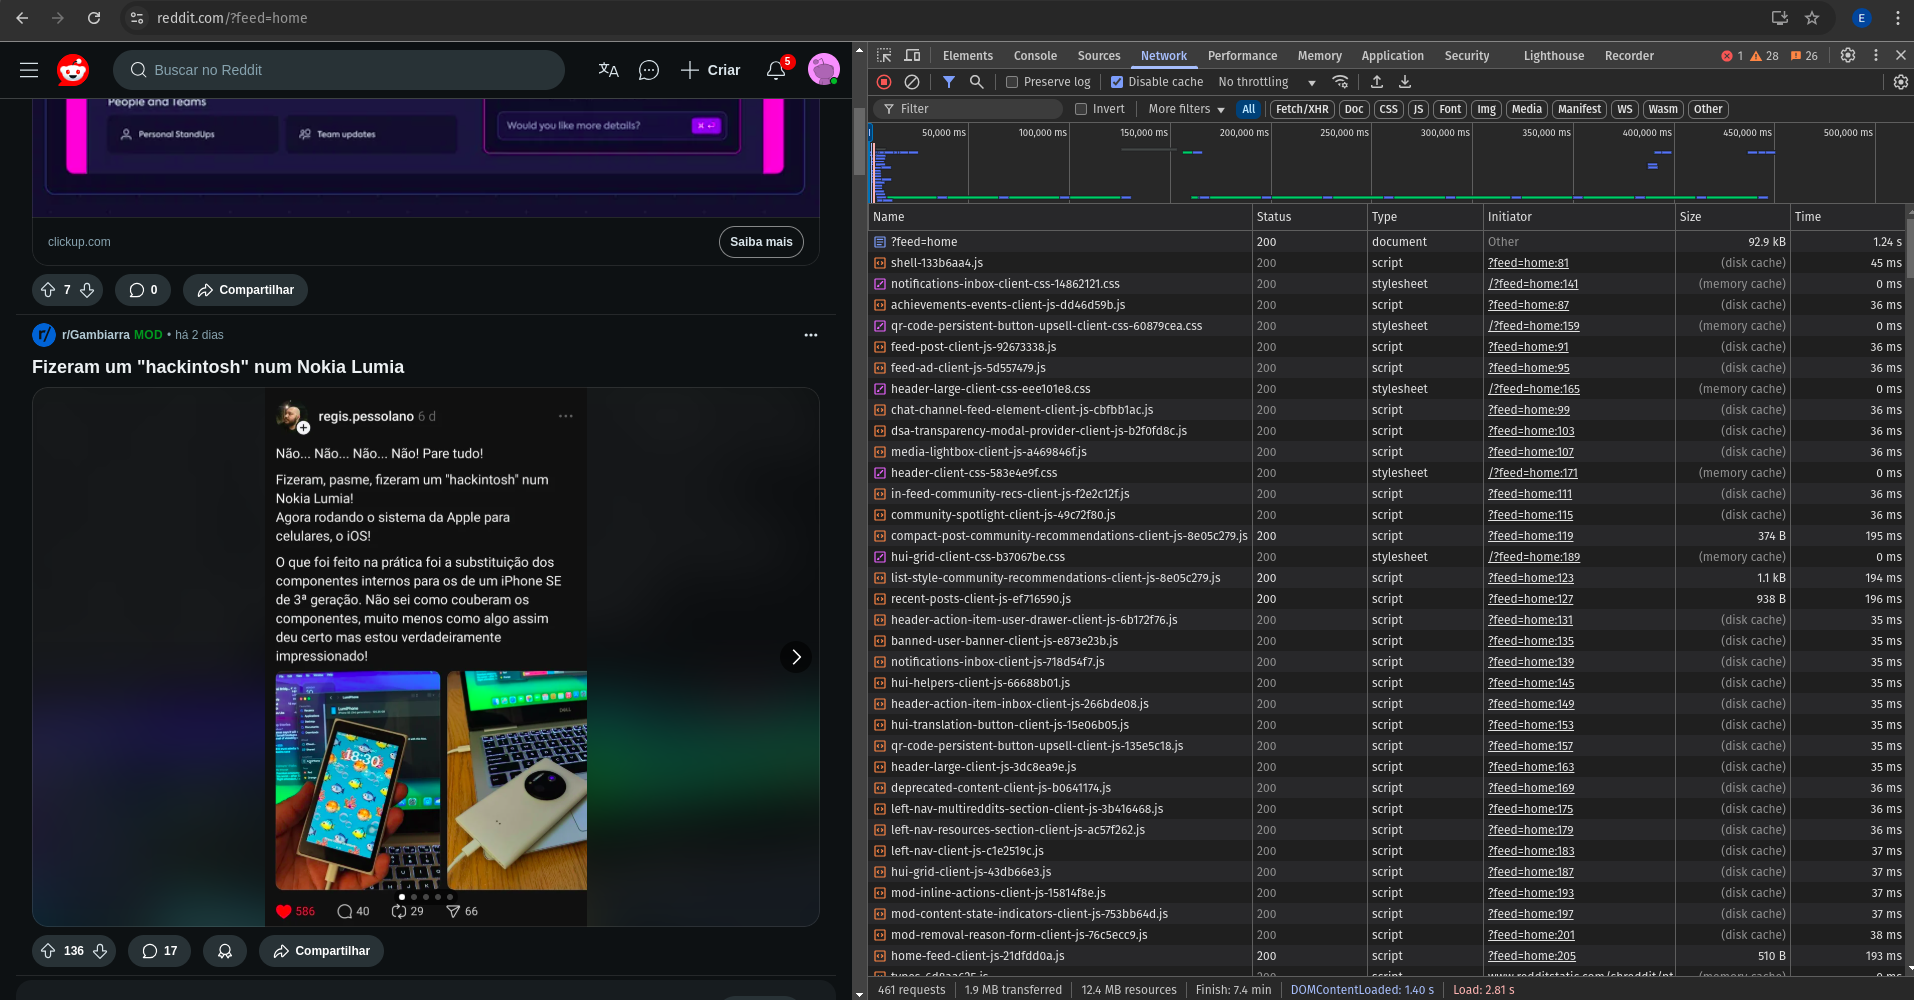 reddit.com/?feed=home
E
Buscar no Reddit
Criar
5
People and Teams
Personal StandUps
Team updates
Would you like more details?
clickup.com
Saiba mais
7
0
Compartilhar
r/Gambiarra MOD • há 2 dias
Fizeram um "hackintosh" num Nokia Lumia
regis.pessolano 6 d
Não... Não... Não... Não! Pare tudo!
Fizeram, pasme, fizeram um "hackintosh" num
Nokia Lumia!
Agora rodando o sistema da Apple para
celulares, o iOS!
O que foi feito na prática foi a substituição dos
componentes internos para os de um iPhone SE
de 3ª geração. Não sei como couberam os
componentes, muito menos como algo assim
deu certo mas estou verdadeiramente
impressionado!
18:30
586
40
29
66
136
17
Compartilhar
Elements Console Sources Network Performance Memory Application Security Lighthouse Recorder 1 28 26
Preserve log Disable cache No throttling
Filter Invert More filters All Fetch/XHR Doc CSS JS Font Img Media Manifest WS Wasm Other
50,000 ms 100,000 ms 150,000 ms 200,000 ms 250,000 ms 300,000 ms 350,000 ms 400,000 ms 450,000 ms 500,000 ms
Name Status Type Initiator Size Time
?feed=home 200 document Other 92.9 kB 1.24 s
shell-133b6aa4.js 200 script ?feed=home:81 (disk cache) 45 ms
notifications-inbox-client-css-14862121.css 200 stylesheet /?feed=home:141 (memory cache) 0 ms
achievements-events-client-js-dd46d59b.js 200 script ?feed=home:87 (disk cache) 36 ms
qr-code-persistent-button-upsell-client-css-60879cea.css 200 stylesheet /?feed=home:159 (memory cache) 0 ms
feed-post-client-js-92673338.js 200 script ?feed=home:91 (disk cache) 36 ms
feed-ad-client-js-5d557479.js 200 script ?feed=home:95 (disk cache) 36 ms
header-large-client-css-eee101e8.css 200 stylesheet /?feed=home:165 (memory cache) 0 ms
chat-channel-feed-element-client-js-cbfbb1ac.js 200 script ?feed=home:99 (disk cache) 36 ms
dsa-transparency-modal-provider-client-js-b2f0fd8c.js 200 script ?feed=home:103 (disk cache) 36 ms
media-lightbox-client-js-a469846f.js 200 script ?feed=home:107 (disk cache) 36 ms
header-client-css-583e4e9f.css 200 stylesheet /?feed=home:171 (memory cache) 0 ms
in-feed-community-recs-client-js-f2e2c12f.js 200 script ?feed=home:111 (disk cache) 36 ms
community-spotlight-client-js-49c72f80.js 200 script ?feed=home:115 (disk cache) 36 ms
compact-post-community-recommendations-client-js-8e05c279.js 200 script ?feed=home:119 374 B 195 ms
hui-grid-client-css-b37067be.css 200 stylesheet /?feed=home:189 (memory cache) 0 ms
list-style-community-recommendations-client-js-8e05c279.js 200 script ?feed=home:123 1.1 kB 194 ms
recent-posts-client-js-ef716590.js 200 script ?feed=home:127 938 B 196 ms
header-action-item-user-drawer-client-js-6b172f76.js 200 script ?feed=home:131 (disk cache) 35 ms
banned-user-banner-client-js-e873e23b.js 200 script ?feed=home:135 (disk cache) 35 ms
notifications-inbox-client-js-718d54f7.js 200 script ?feed=home:139 (disk cache) 35 ms
hui-helpers-client-js-66688b01.js 200 script ?feed=home:145 (disk cache) 35 ms
header-action-item-inbox-client-js-266bde08.js 200 script ?feed=home:149 (disk cache) 35 ms
hui-translation-button-client-js-15e06b05.js 200 script ?feed=home:153 (disk cache) 35 ms
qr-code-persistent-button-upsell-client-js-135e5c18.js 200 script ?feed=home:157 (disk cache) 35 ms
header-large-client-js-3dc8ea9e.js 200 script ?feed=home:163 (disk cache) 35 ms
deprecated-content-client-js-b0641174.js 200 script ?feed=home:169 (disk cache) 36 ms
left-nav-multireddits-section-client-js-3b416468.js 200 script ?feed=home:175 (disk cache) 36 ms
left-nav-resources-section-client-js-ac57f262.js 200 script ?feed=home:179 (disk cache) 36 ms
left-nav-client-js-c1e2519c.js 200 script ?feed=home:183 (disk cache) 37 ms
hui-grid-client-js-43db66e3.js 200 script ?feed=home:187 (disk cache) 37 ms
mod-inline-actions-client-js-15814f8e.js 200 script ?feed=home:193 (disk cache) 37 ms
mod-content-state-indicators-client-js-753bb64d.js 200 script ?feed=home:197 (disk cache) 37 ms
mod-removal-reason-form-client-js-76c5ecc9.js 200 script ?feed=home:201 (disk cache) 38 ms
home-feed-client-js-21dfdd0a.js 200 script ?feed=home:205 510 B 193 ms
461 requests 1.9 MB transferred 12.4 MB resources Finish: 7.4 min DOMContentLoaded: 1.40 s Load: 2.81 s